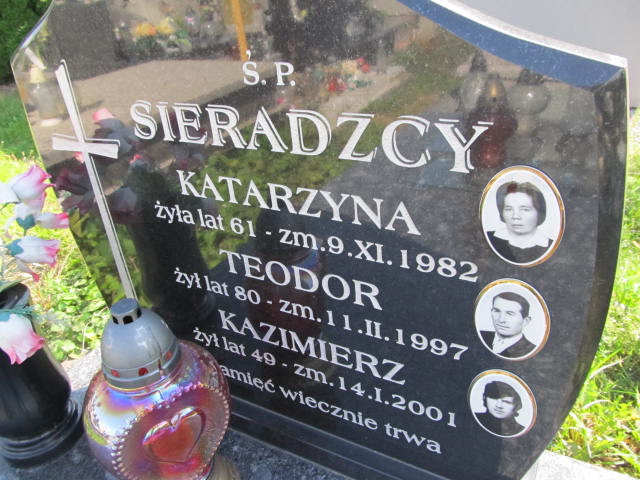 Ś. P.
SIERADZCY
KATARZYNA
żyła lat 61 - zm. 9. XI. 1982
TEODOR
żył lat 80 - zm. 11. II. 1997
KAZIMIERZ
żył lat 49 - zm. 14. I. 2001
pamięć wiecznie trwa